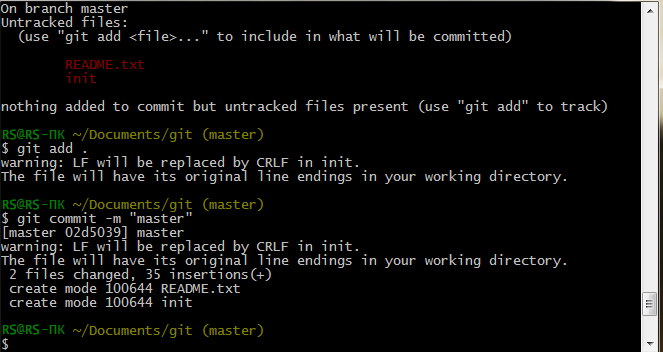 On branch master
Untracked files:
  (use "git add <file>..." to include in what will be committed)
        README.txt
        init
nothing added to commit but untracked files present (use "git add" to track)
RS@RS-ПК ~/Documents/git (master)
$ git add .
warning: LF will be replaced by CRLF in init.
The file will have its original line endings in your working directory.
RS@RS-ПК ~/Documents/git (master)
$ git commit -m "master"
[master 02d5039] master
warning: LF will be replaced by CRLF in init.
The file will have its original line endings in your working directory.
 2 files changed, 35 insertions(+)
 create mode 100644 README.txt
 create mode 100644 init
RS@RS-ПК ~/Documents/git (master)
$